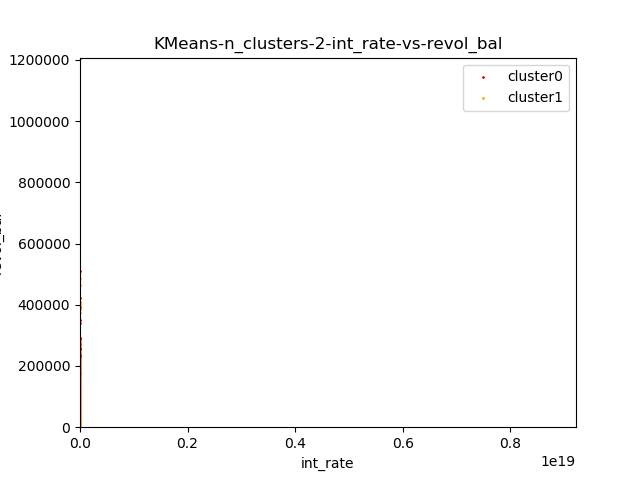 KMeans-n_clusters-2-int_rate-vs-revol_bal
1200000
1000000
800000
600000
400000
200000
0
cluster0
cluster1
0.0 0.2 0.4 0.6 0.8
1e19
int_rate